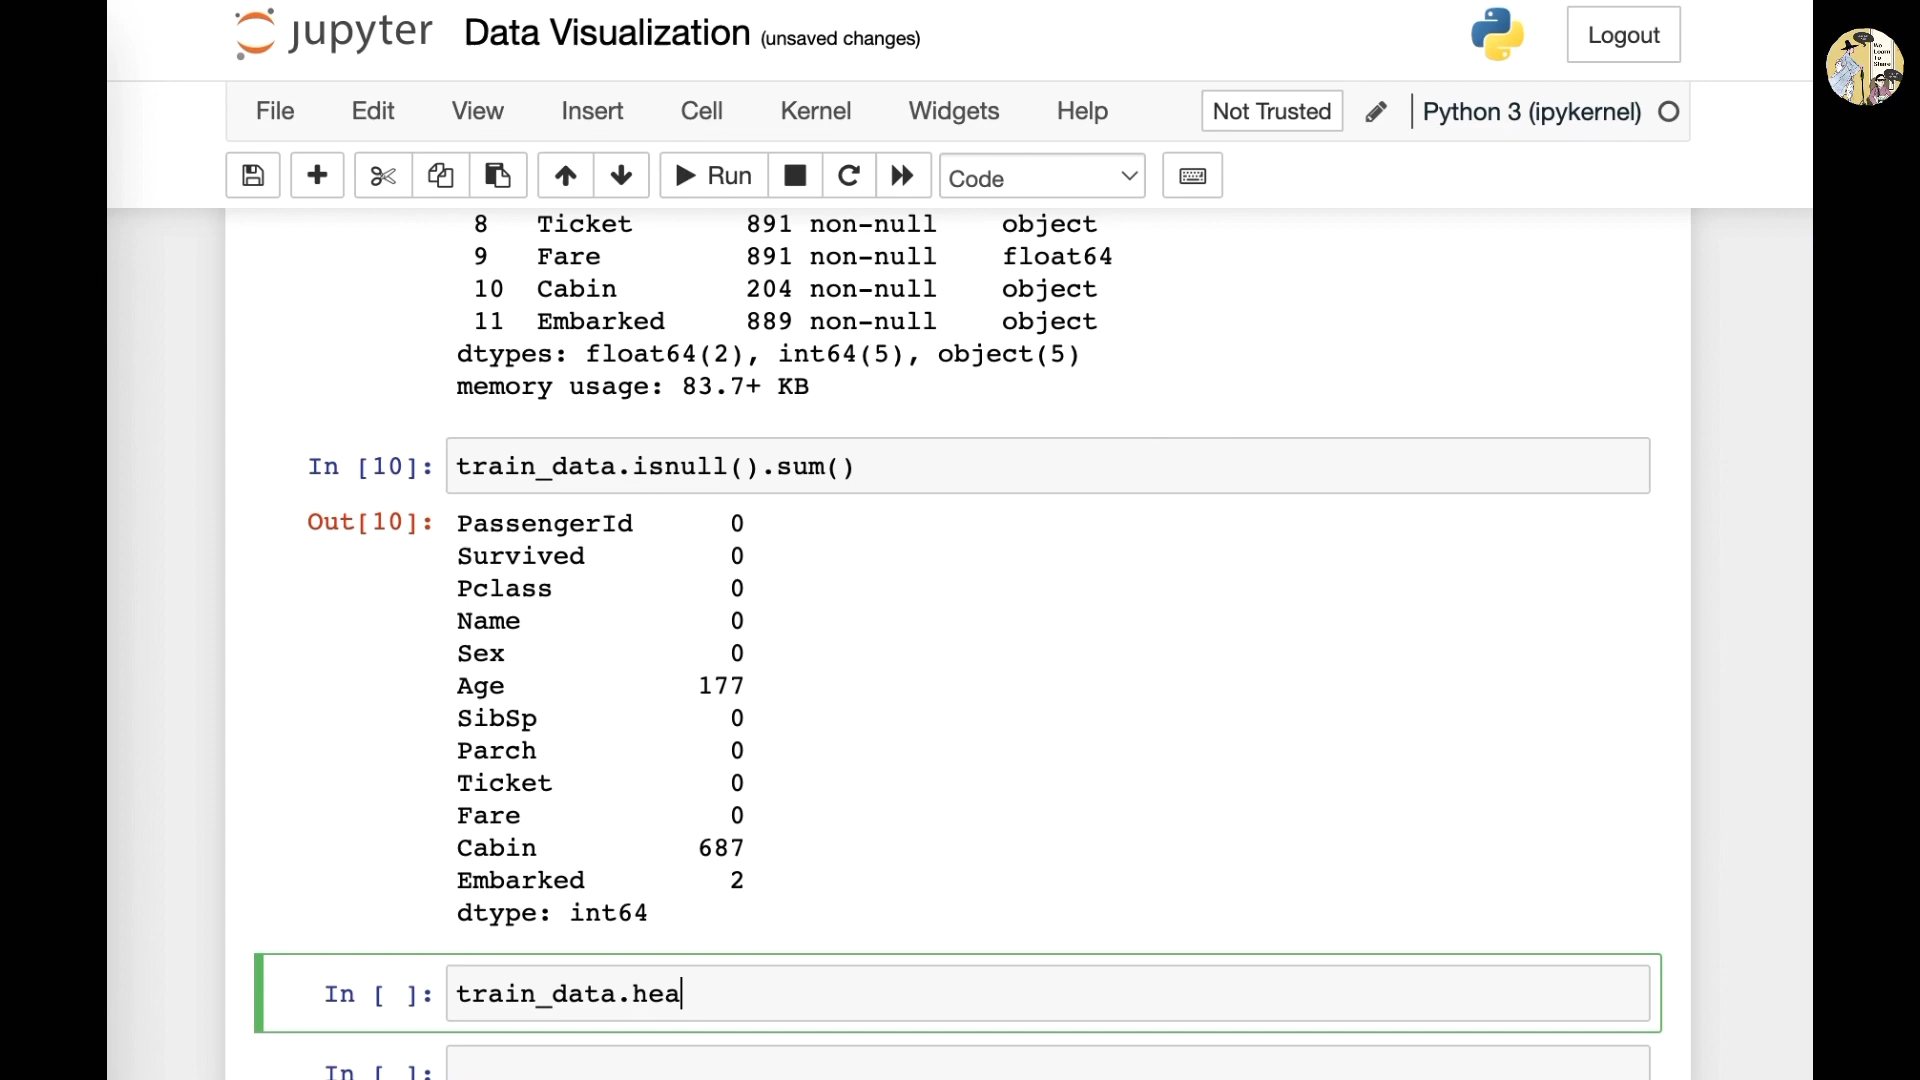 jupyter Data Visualization (unsaved changes) Logout
File Edit View Insert Cell Kernel Widgets Help Not Trusted Python 3 (ipykernel)
Run Code
8 Ticket 891 non-null object
9 Fare 891 non-null float64
10 Cabin 204 non-null object
11 Embarked 889 non-null object
dtypes: float64(2), int64(5), object(5)
memory usage: 83.7+ KB
In [10]: train_data.isnull().sum()
Out[10]: PassengerId 0
Survived 0
Pclass 0
Name 0
Sex 0
Age 177
SibSp 0
Parch 0
Ticket 0
Fare 0
Cabin 687
Embarked 2
dtype: int64
In [ ]: train_data.hea
In [ ]: